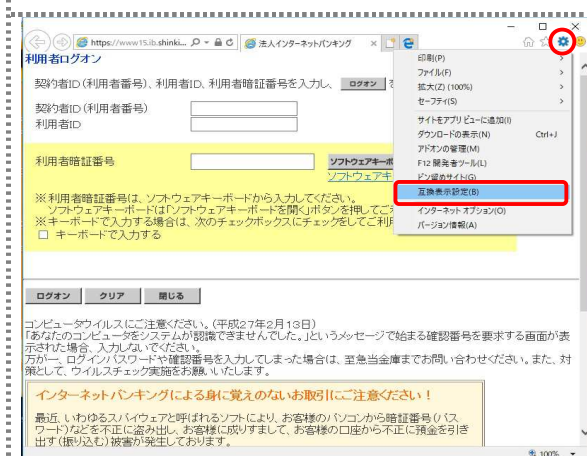 https://www15.ib.shinki...
法人インターネットバンキング
利用者ログオン
契約者ID(利用者番号)、利用者ID、利用者暗証番号を入力し、 ログオン
契約者ID(利用者番号)
利用者ID
利用者暗証番号
ソフトウェアキーボ
ソフトウェアキ
※利用者暗証番号は、ソフトウェアキーボードから入力してください。
ソフトウェアキーボードは「ソフトウェアキーボードを開く」ボタンを押してご
※キーボードで入力する場合は、次のチェックボックスにチェックをしてご利用
キーボードで入力する
印刷(P)
ファイル(F)
拡大(Z) (100%)
セーフティ(S)
サイトをアプリ ビューに追加(I)
ダウンロードの表示(N) Ctrl+J
アドオンの管理(M)
F12 開発者ツール(L)
ピン留めサイト(G)
互換表示設定(B)
インターネット オプション(O)
バージョン情報(A)
ログオン クリア 閉じる
コンピュータウイルスにご注意ください。(平成27年2月13日)
「あなたのコンピュータをシステムが認識できませんでした。」というメッセージで始まる確認番号を要求する画面が表
示された場合、入力しないでください。
万が一、ログインパスワードや確認番号を入力してしまった場合は、至急当金庫までお問い合わせください。また、対
策として、ウイルスチェック実施をお願いいたします。
インターネットバンキングによる身に覚えのないお取引にご注意ください!
最近、いわゆるスパイウェアと呼ばれるソフトにより、お客様のパソコンから暗証番号(パス
ワード)などを不正に盗み出し、お客様に成りすまして、お客様の口座から不正に預金を引き
出す(振り込む)被害が発生しております。
100%